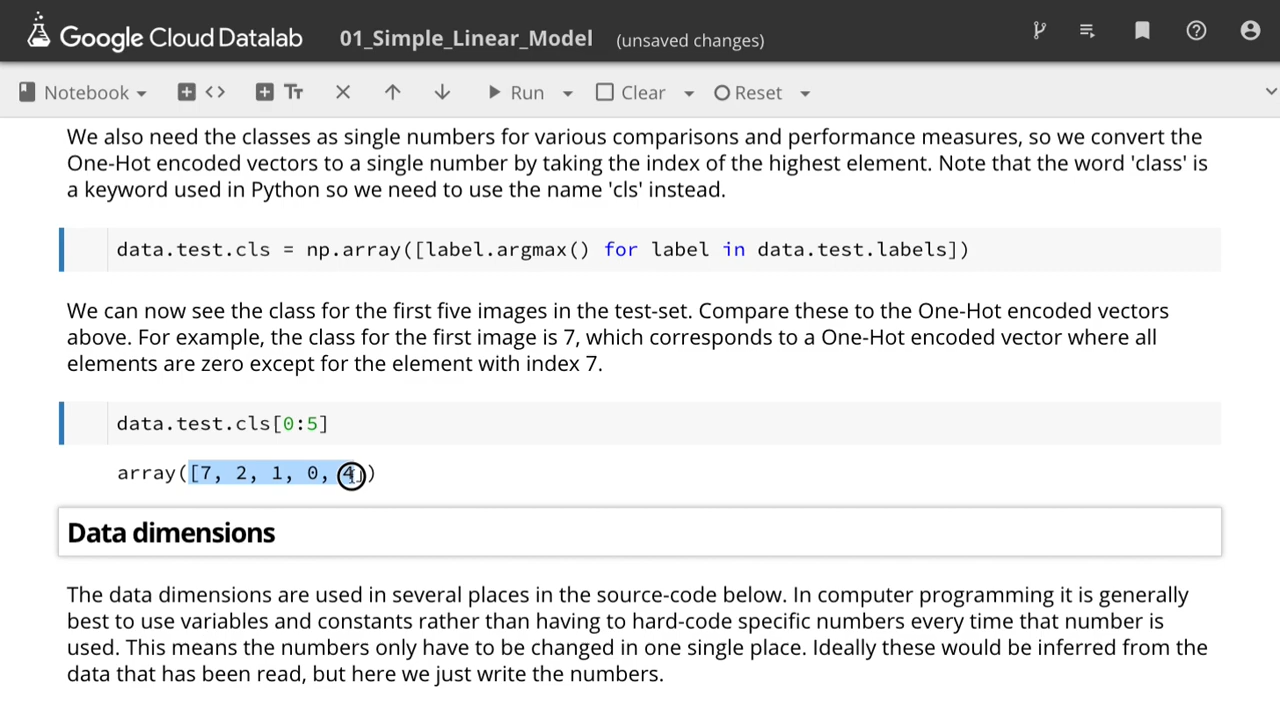 Google Cloud Datalab 01_Simple_Linear_Model (unsaved changes)
Notebook Tт Run Clear Reset
We also need the classes as single numbers for various comparisons and performance measures, so we convert the
One-Hot encoded vectors to a single number by taking the index of the highest element. Note that the word 'class' is
a keyword used in Python so we need to use the name 'cls' instead.
data.test.cls = np.array([label.argmax() for label in data.test.labels])
We can now see the class for the first five images in the test-set. Compare these to the One-Hot encoded vectors
above. For example, the class for the first image is 7, which corresponds to a One-Hot encoded vector where all
elements are zero except for the element with index 7.
data.test.cls[0:5]
array([7, 2, 1, 0, 4])
Data dimensions
The data dimensions are used in several places in the source-code below. In computer programming it is generally
best to use variables and constants rather than having to hard-code specific numbers every time that number is
used. This means the numbers only have to be changed in one single place. Ideally these would be inferred from the
data that has been read, but here we just write the numbers.